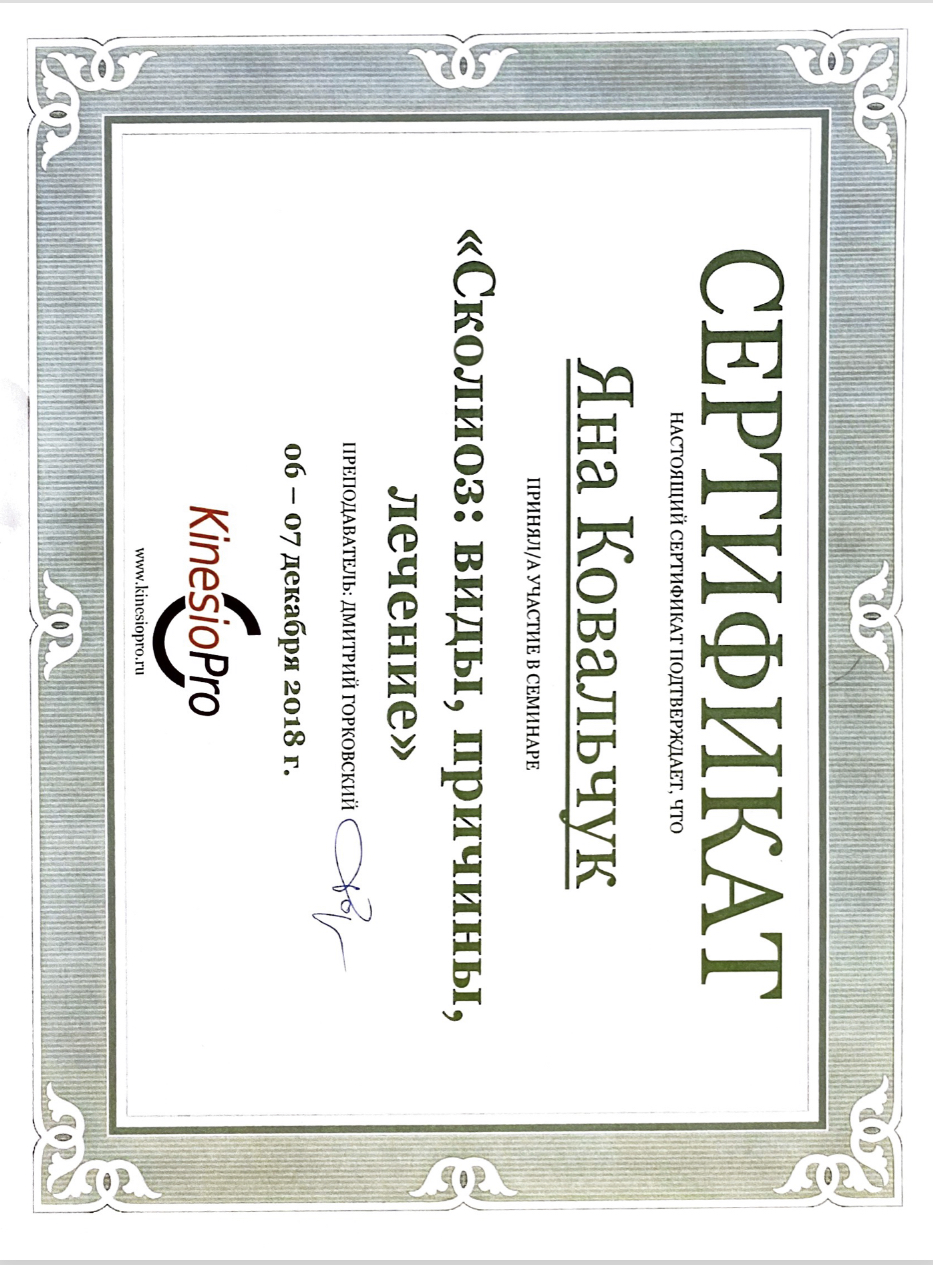 СЕРТИФИКАТ
НАСТОЯЩИЙ СЕРТИФИКАТ ПОДТВЕРЖДАЕТ, ЧТО
Яна Ковальчук
ПРИНЯЛ/А УЧАСТИЕ В СЕМИНАРЕ
«Сколиоз: виды, причины,
лечение»
ПРЕПОДАВАТЕЛЬ: ДМИТРИЙ ГОРКОВСКИЙ
06 – 07 декабря 2018 г.
KinesioPro
www.kinesiopro.ru